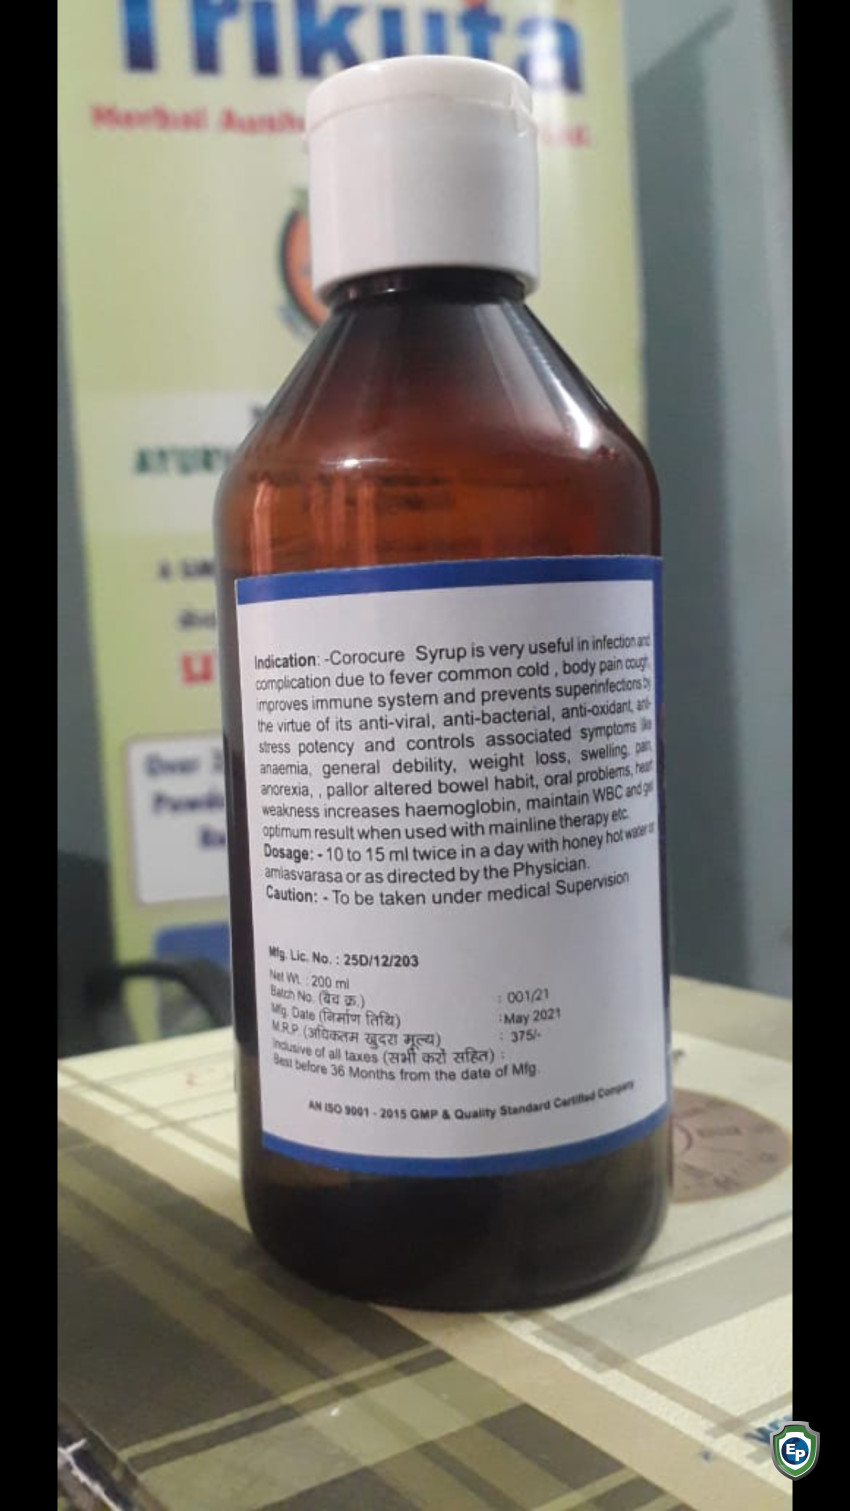 Trikuta
Herbal
AYUR
Over
Indication: -Corocure Syrup is very useful in infection and
complication due to fever common cold , body pain cough,
improves immune system and prevents superinfections by
the virtue of its anti-viral, anti-bacterial, anti-oxidant, anti-
stress potency and controls associated symptoms like
anaemia, general debility, weight loss, swelling, pain,
anorexia, , pallor altered bowel habit, oral problems, heart
weakness increases haemoglobin, maintain WBC and get
optimum result when used with mainline therapy etc.
Dosage: - 10 to 15 ml twice in a day with honey hot water or
amlasvarasa or as directed by the Physician.
Caution: - To be taken under medical Supervision
Mfg. Lic. No. : 25D/12/203
Net Wt. : 200 ml
Batch No. (बैच क्र.) : 001/21
Mfg. Date (निर्माण तिथि) :May 2021
M.R.P. (अधिकतम खुदरा मूल्य) : 375/-
Inclusive of all taxes (सभी करों सहित) :
Best before 36 Months from the date of Mfg.
AN ISO 9001 - 2015 GMP & Quality Standard Cartified Company
EP